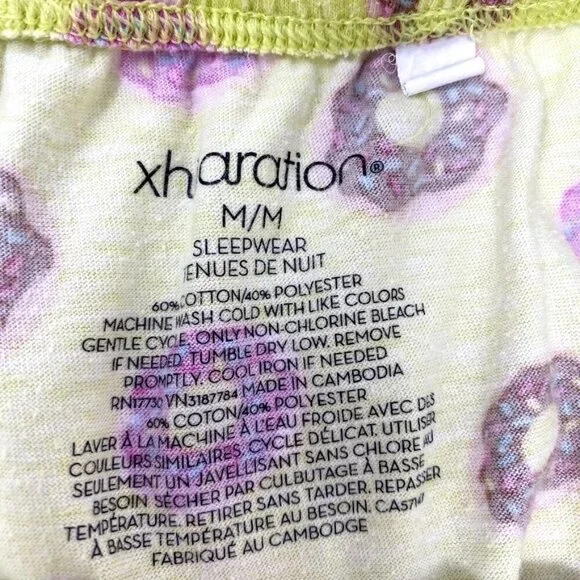 xharation®
M/M
SLEEPWEAR
TENUES DE NUIT
60% COTTON/40% POLYESTER
MACHINE WASH COLD WITH LIKE COLORS
GENTLE CYCLE. ONLY NON-CHLORINE BLEACH
IF NEEDED. TUMBLE DRY LOW. REMOVE
PROMPTLY. COOL IRON IF NEEDED
RN17730 VN3187784 MADE IN CAMBODIA
60% COTON/40% POLYESTER
LAVER À LA MACHINE À L'EAU FROIDE AVEC DES
COULEURS SIMILAIRES. CYCLE DÉLICAT. UTILISER
SEULEMENT UN JAVELLISANT SANS CHLORE AU
BESOIN. SÉCHER PAR CULBUTAGE À BASSE
TEMPÉRATURE. RETIRER SANS TARDER. REPASSER
À BASSE TEMPÉRATURE AU BESOIN.
FABRIQUÉ AU CAMBODGE